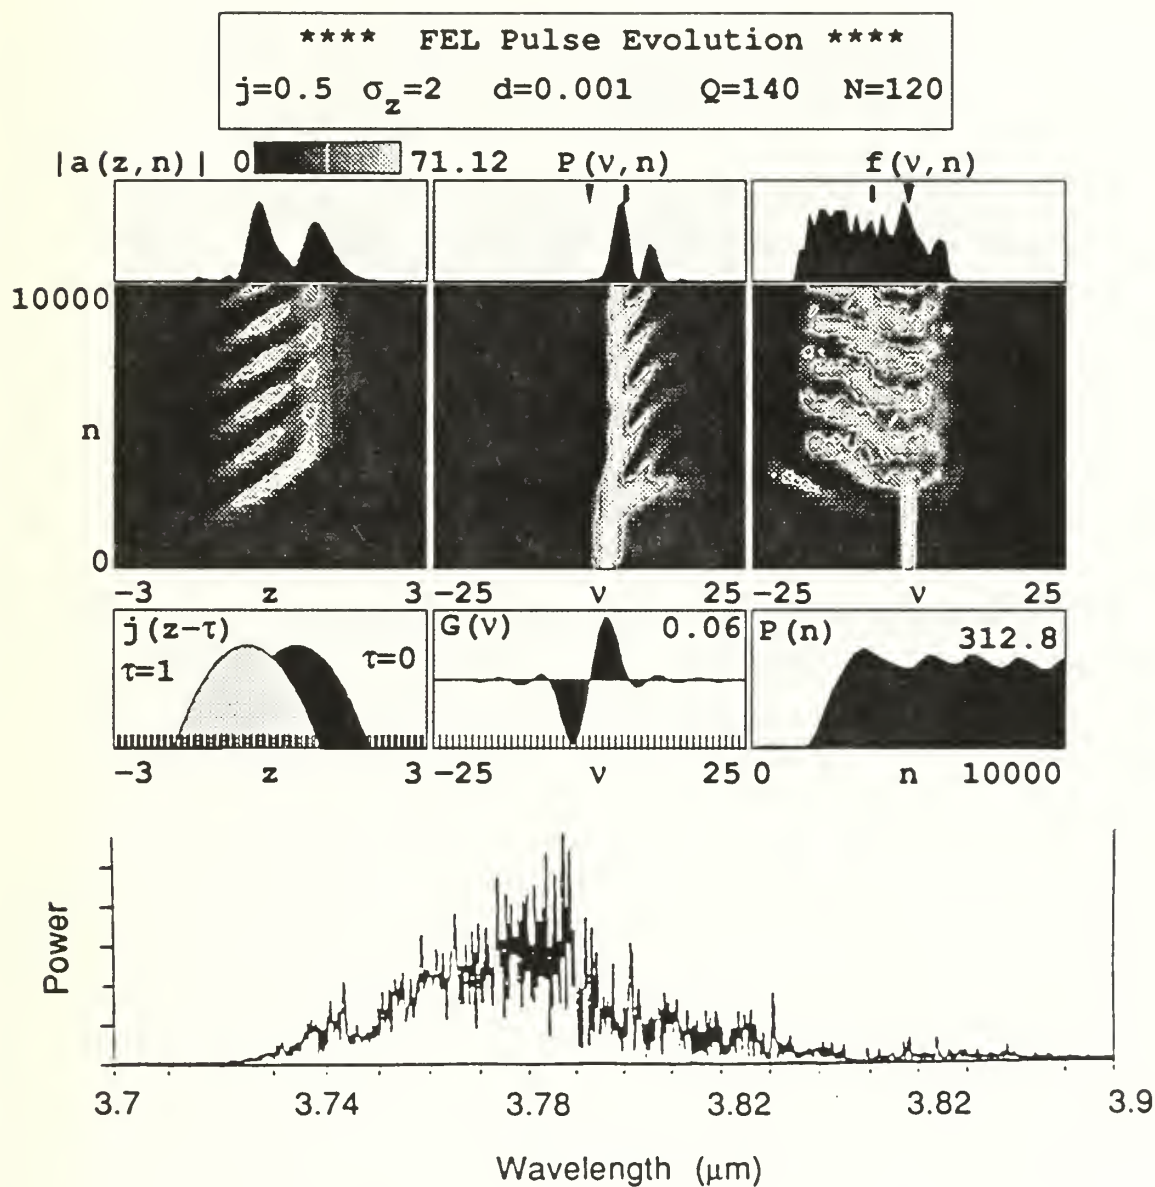 **** FEL Pulse Evolution ****
j=0.5 σz=2 d=0.001 Q=140 N=120
|a(z,n)| 0 71.12 P(ν,n) f(ν,n)
10000
n
0
-3 z 3 -25 ν 25 -25 ν 25
j(z-τ) G(ν) 0.06 P(n) 312.8
τ=1 τ=0
-3 z 3 -25 ν 25 0 n 10000
Power
3.7 3.74 3.78 3.82 3.82 3.9
Wavelength (μm)